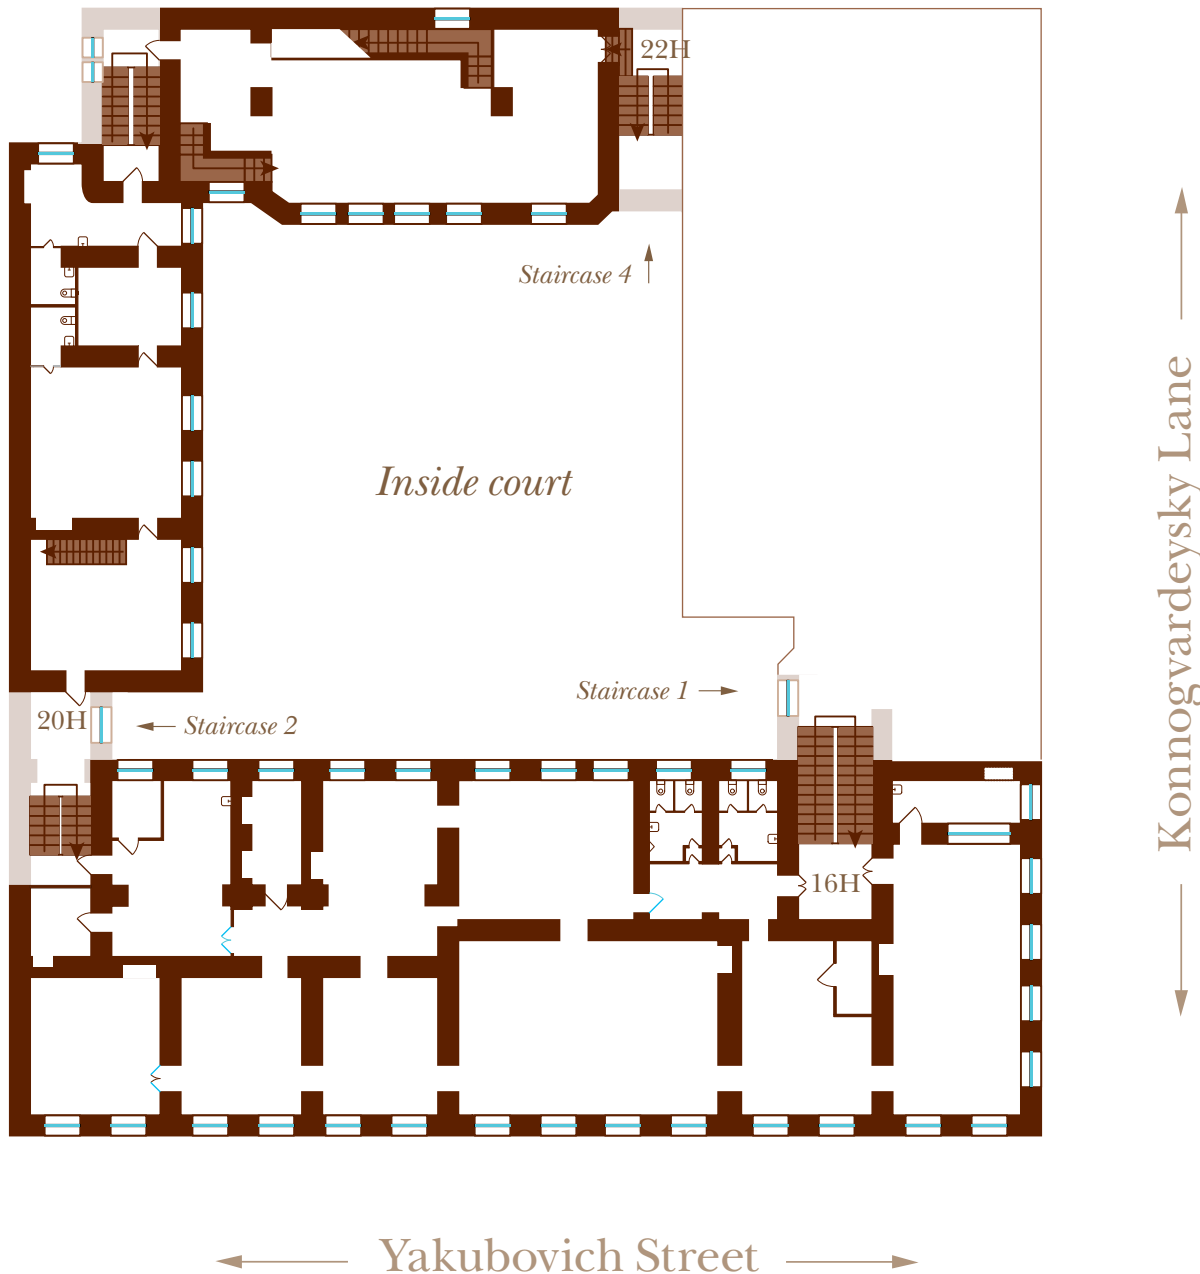 22H
Staircase 4
Inside court
Konnogvardeysky Lane
Staircase 1
20H
Staircase 2
16H
Yakubovich Street